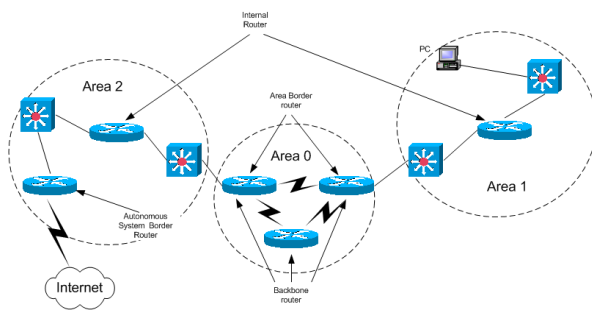 Internal
Router
PC
Area 2
Area Border
router
Area 0
Area 1
Autonomous
System Border
Router
Internet
Backbone
router